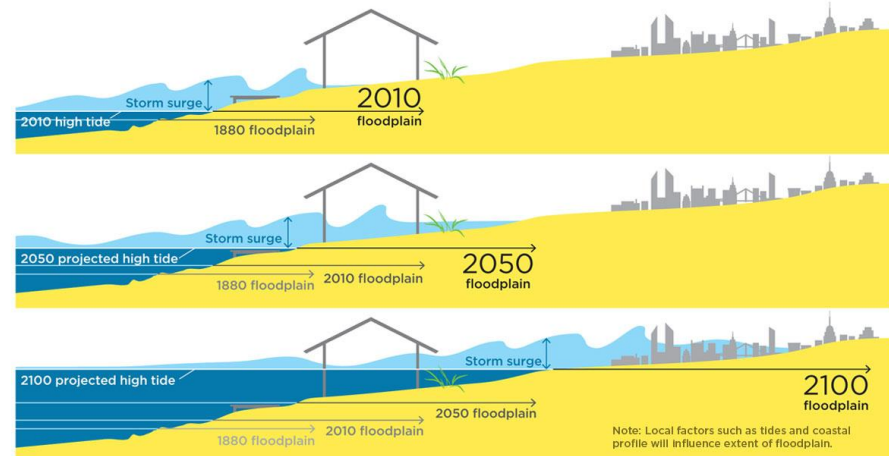 Storm surge
2010 high tide
1880 floodplain
2010
floodplain
Storm surge
2050 projected high tide
1880 floodplain
2010 floodplain
2050
floodplain
Storm surge
2100 projected high tide
2100
floodplain
2050 floodplain
2010 floodplain
1880 floodplain
Note: Local factors such as tides and coastal
profile will influence extent of floodplain.